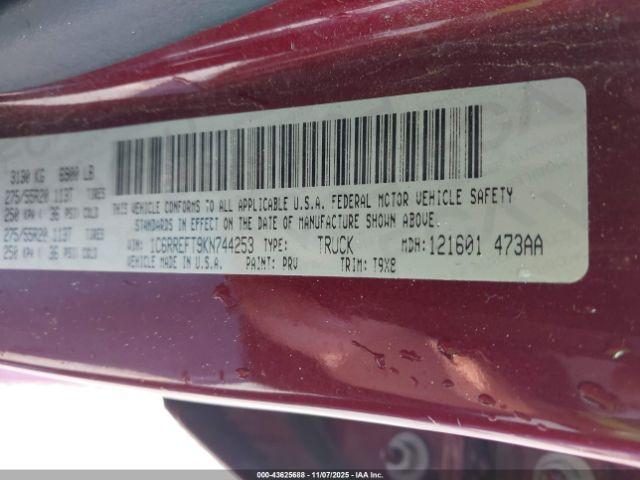 3130 KG 6900 LB
275/55R20 113T TIRES
250 KPA / 36 PSI COLD
275/55R20 113T TIRES
250 KPA / 36 PSI COLD
THIS VEHICLE CONFORMS TO ALL APPLICABLE U.S.A. FEDERAL MOTOR VEHICLE SAFETY
STANDARDS IN EFFECT ON THE DATE OF MANUFACTURE SHOWN ABOVE.
VIN: 1C6RREFT9KN744253 TYPE: TRUCK MDH: 121601 473AA
VEHICLE MADE IN U.S.A. PAINT: PRV TRIM: T9X8
000-43625688 - 11/07/2025 - IAA Inc.